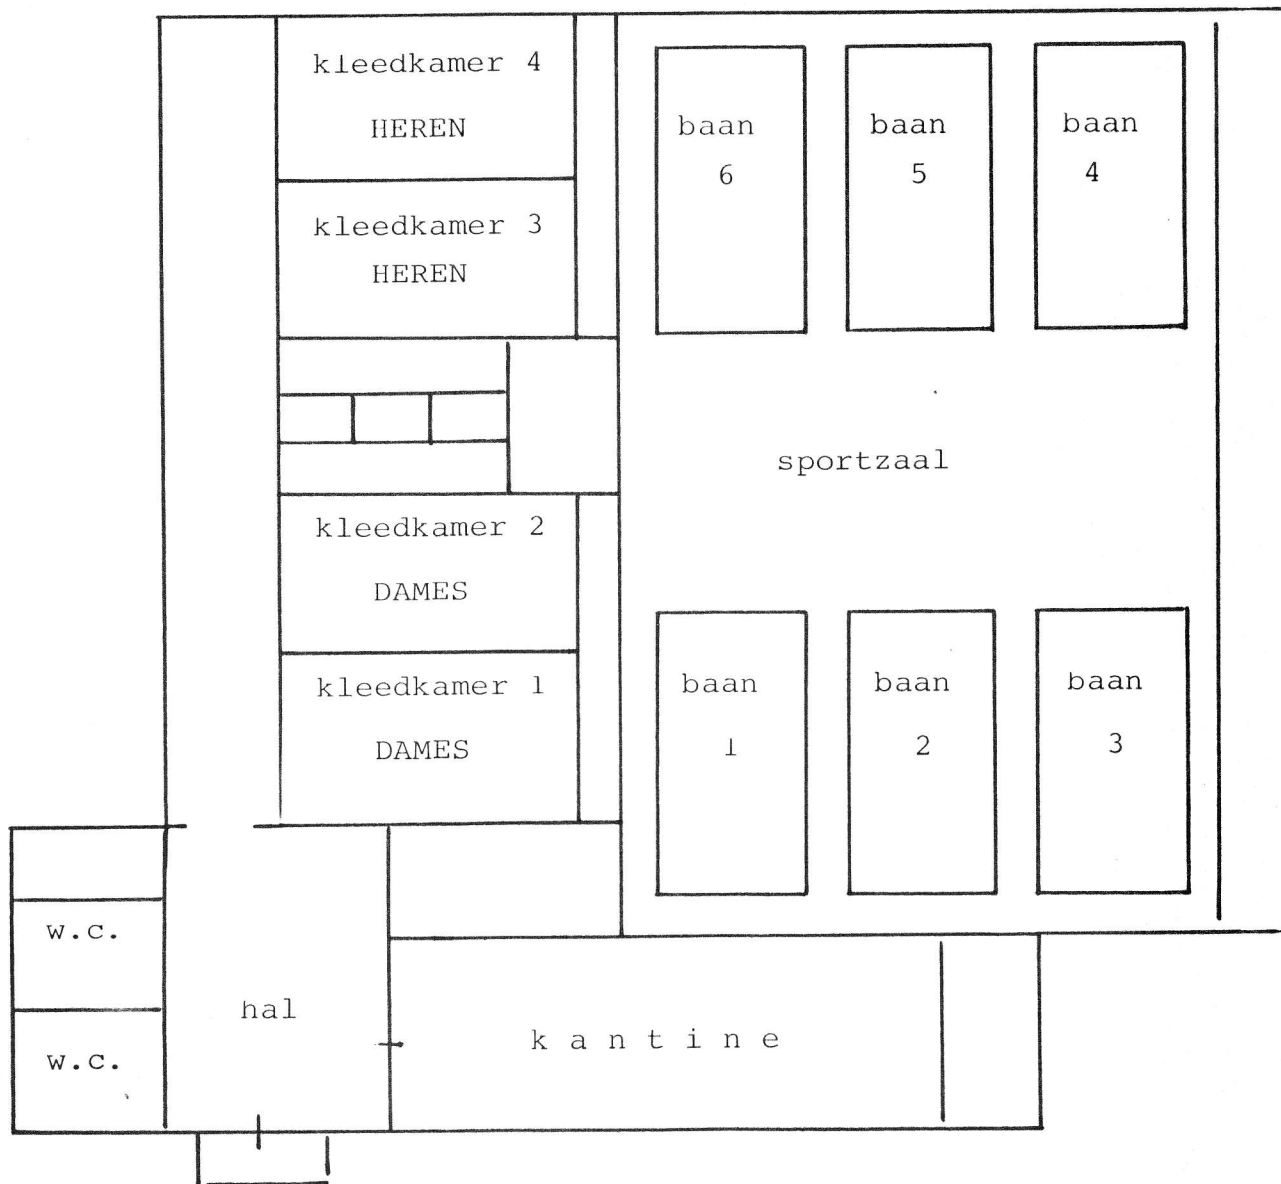 kleedkamer 4
HEREN
kleedkamer 3
HEREN
kleedkamer 2
DAMES
kleedkamer 1
DAMES
baan
6
baan
5
baan
4
sportzaal
baan
1
baan
2
baan
3
w.c.
w.c.
hal
kantine